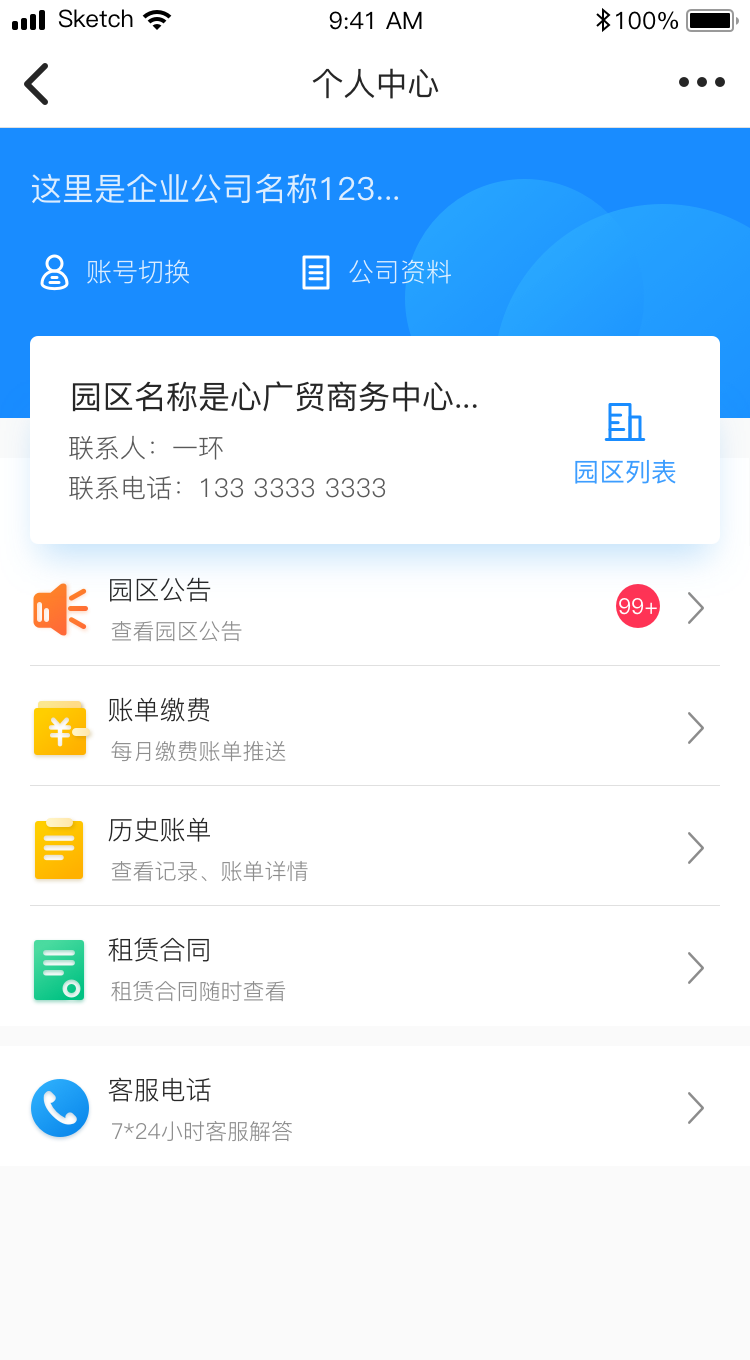 Sketch 9:41 AM 100%
个人中心
这里是企业公司名称123...
账号切换 公司资料
园区名称是心广贸商务中心...
联系人：一环
联系电话：133 3333 3333
园区列表
园区公告
查看园区公告
99+
账单缴费
每月缴费账单推送
历史账单
查看记录、账单详情
租赁合同
租赁合同随时查看
客服电话
7*24小时客服解答